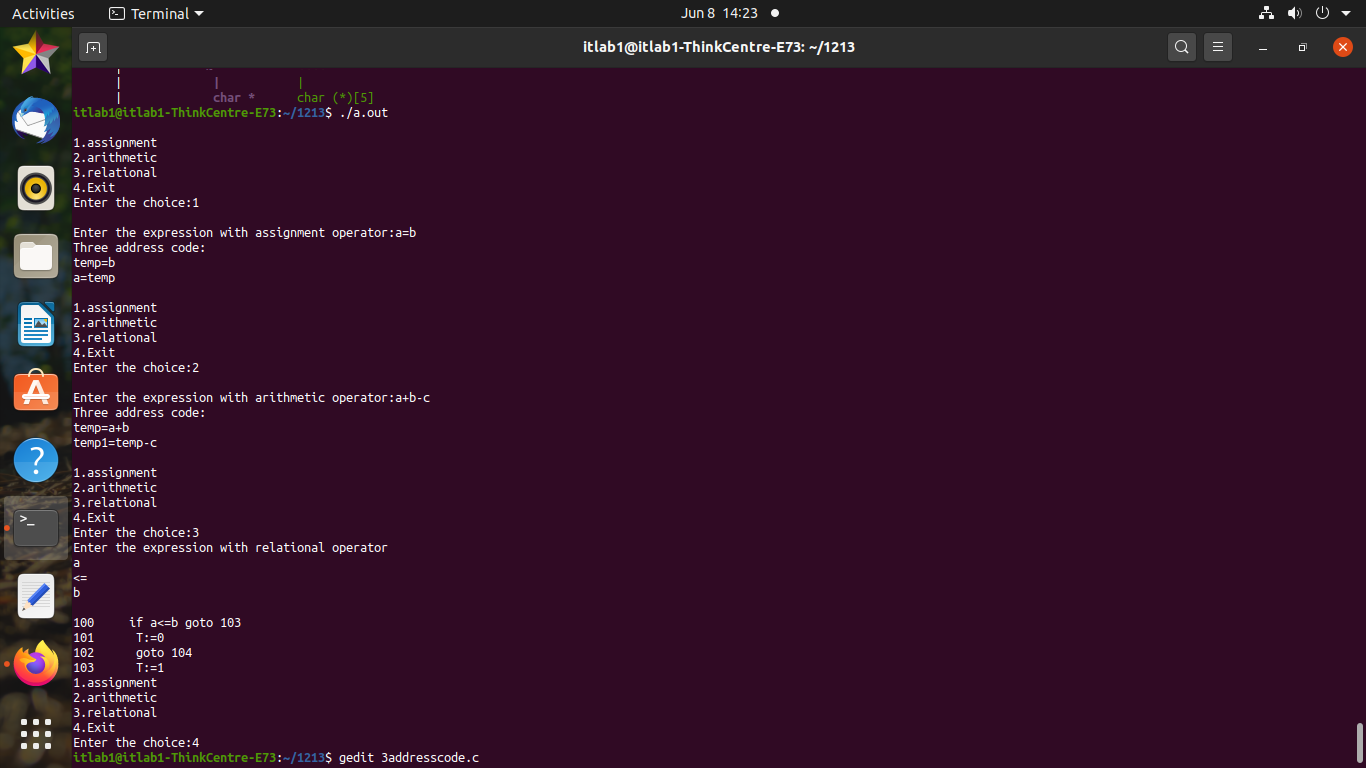 Activities Terminal Jun 8 14:23
itlab1@itlab1-ThinkCentre-E73: ~/1213
| | |
| char * char (*)[5]
itlab1@itlab1-ThinkCentre-E73:~/1213$ ./a.out
1.assignment
2.arithmetic
3.relational
4.Exit
Enter the choice:1
Enter the expression with assignment operator:a=b
Three address code:
temp=b
a=temp
1.assignment
2.arithmetic
3.relational
4.Exit
Enter the choice:2
Enter the expression with arithmetic operator:a+b-c
Three address code:
temp=a+b
temp1=temp-c
1.assignment
2.arithmetic
3.relational
4.Exit
Enter the choice:3
Enter the expression with relational operator
a
<=
b
100 if a<=b goto 103
101 T:=0
102 goto 104
103 T:=1
1.assignment
2.arithmetic
3.relational
4.Exit
Enter the choice:4
itlab1@itlab1-ThinkCentre-E73:~/1213$ gedit 3addresscode.c